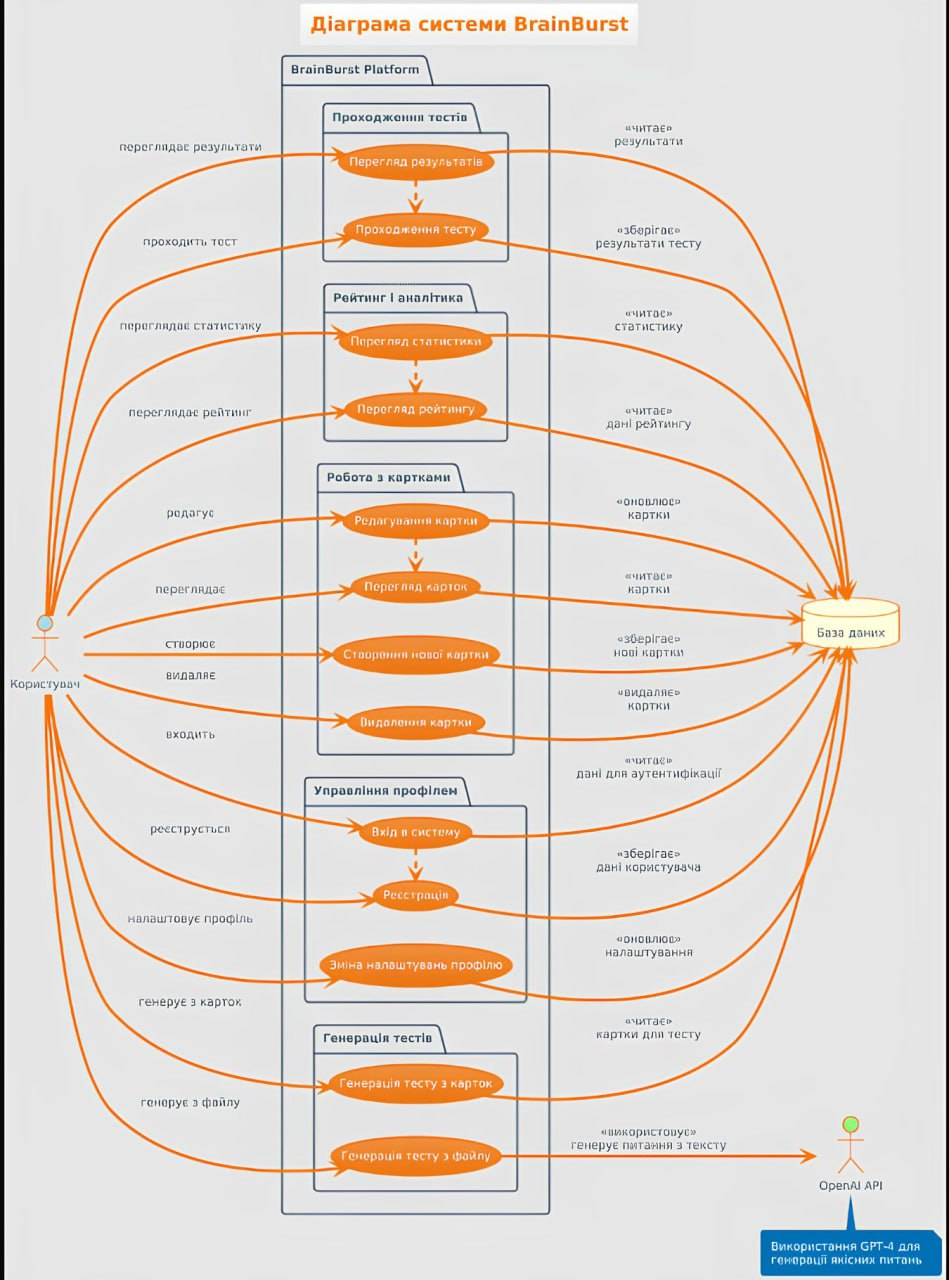 Діаграма системи BrainBurst
BrainBurst Platform
Проходження тестів
переглядає результати
Перегляд результатів
«читає»
результати
проходить тест
Проходження тесту
«зберігає»
результати тесту
Рейтинг і аналітика
переглядає статистику
Перегляд статистики
«читає»
статистику
переглядає рейтинг
Перегляд рейтингу
«читає»
дані рейтингу
Робота з картками
редагує
Редагування картки
«оновлює»
картки
переглядає
Перегляд карток
«читає»
картки
База даних
створює
Створення нової картки
«зберігає»
нові картки
Користувач
видаляє
Видалення картки
«видаляє»
картки
входить
Управління профілем
Вхід в систему
«читає»
дані для аутентифікації
реєструється
Реєстрація
«зберігає»
дані користувача
налаштовує профіль
Зміна налаштувань профілю
«оновлює»
налаштування
генерує з карток
Генерація тестів
Генерація тесту з карток
«читає»
картки для тесту
генерує з файлу
Генерація тесту з файлу
«використовує»
генерує питання з тексту
OpenAI API
Використання GPT-4 для
генерації якісних питань